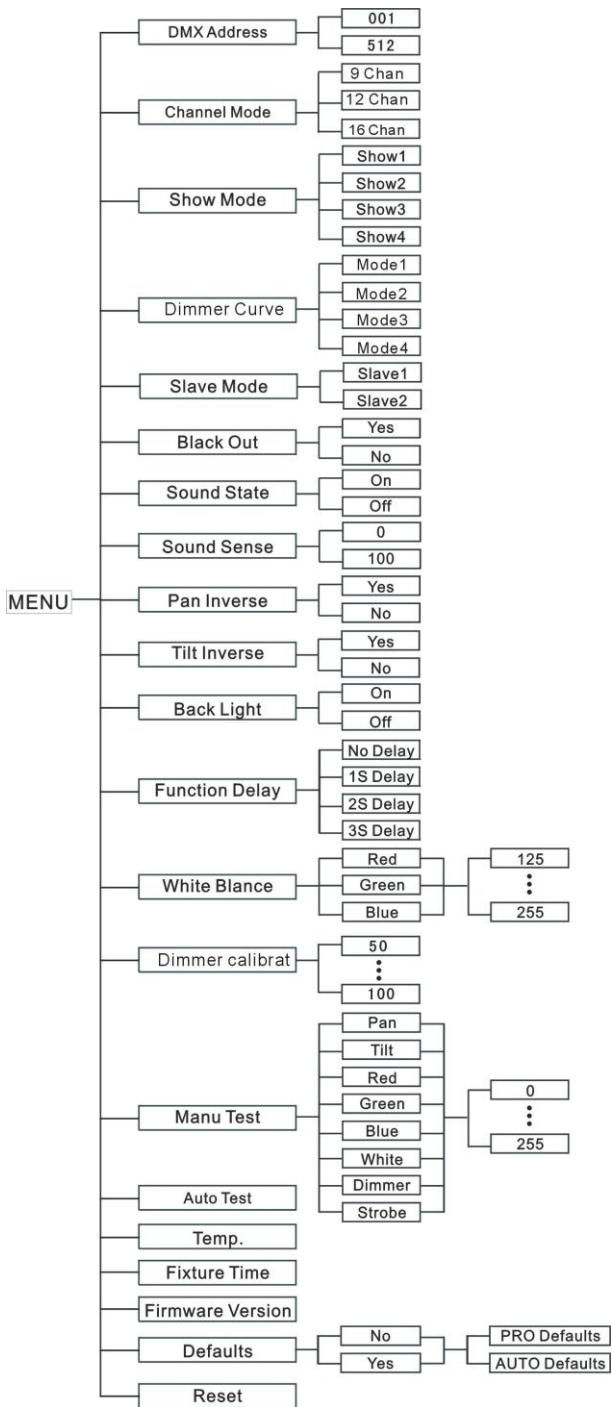 MENU
DMX Address
001
512
Channel Mode
9 Chan
12 Chan
16 Chan
Show Mode
Show1
Show2
Show3
Show4
Dimmer Curve
Mode1
Mode2
Mode3
Mode4
Slave Mode
Slave1
Slave2
Black Out
Yes
No
Sound State
On
Off
Sound Sense
0
100
Pan Inverse
Yes
No
Tilt Inverse
Yes
No
Back Light
On
Off
Function Delay
No Delay
1S Delay
2S Delay
3S Delay
White Blance
Red
Green
Blue
125
255
Dimmer calibrat
50
100
Manu Test
Pan
Tilt
Red
Green
Blue
White
Dimmer
Strobe
0
255
Auto Test
Temp.
Fixture Time
Firmware Version
Defaults
No
Yes
PRO Defaults
AUTO Defaults
Reset